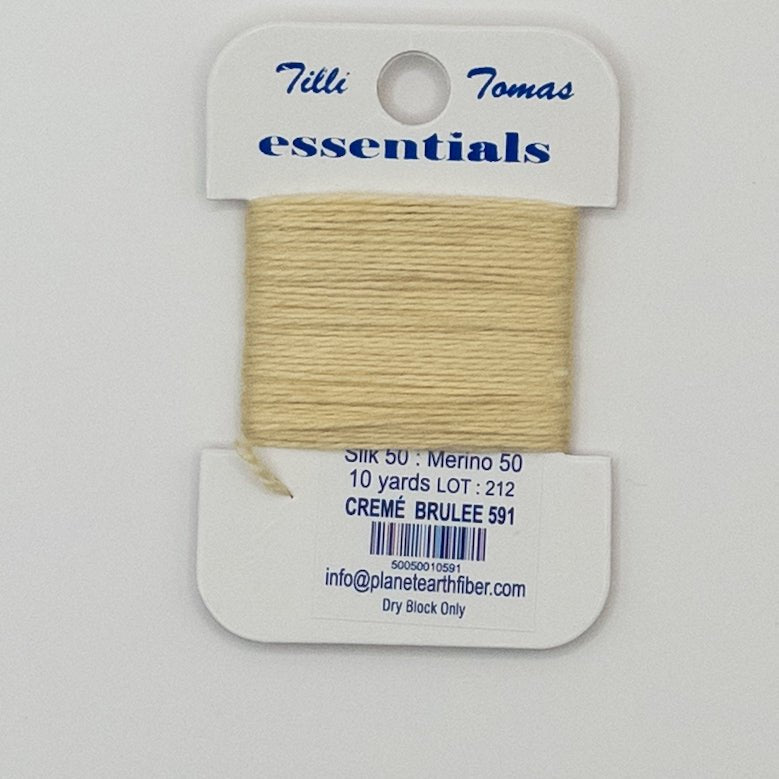 Tilli Tomas
essentials
Silk 50 : Merino 50
10 yards LOT : 212
CREMÉ BRULEE 591
50050010591
info@planetearthfiber.com
Dry Block Only